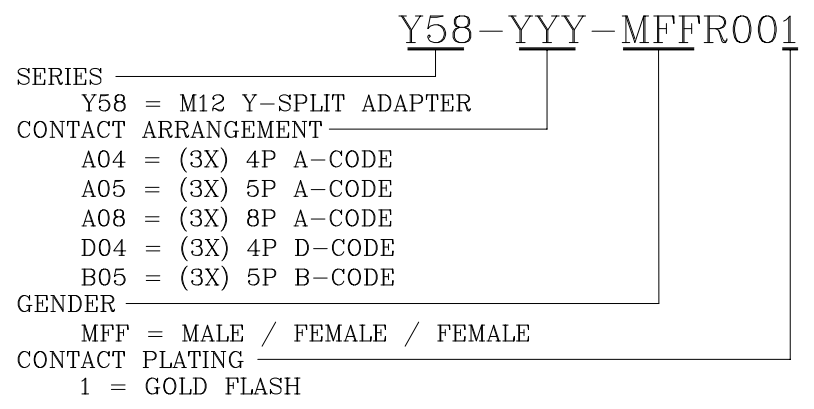 Y58-YYY-MFFR001
SERIES
Y58 = M12 Y-SPLIT ADAPTER
CONTACT ARRANGEMENT
A04 = (3X) 4P A-CODE
A05 = (3X) 5P A-CODE
A08 = (3X) 8P A-CODE
D04 = (3X) 4P D-CODE
B05 = (3X) 5P B-CODE
GENDER
MFF = MALE / FEMALE / FEMALE
CONTACT PLATING
1 = GOLD FLASH